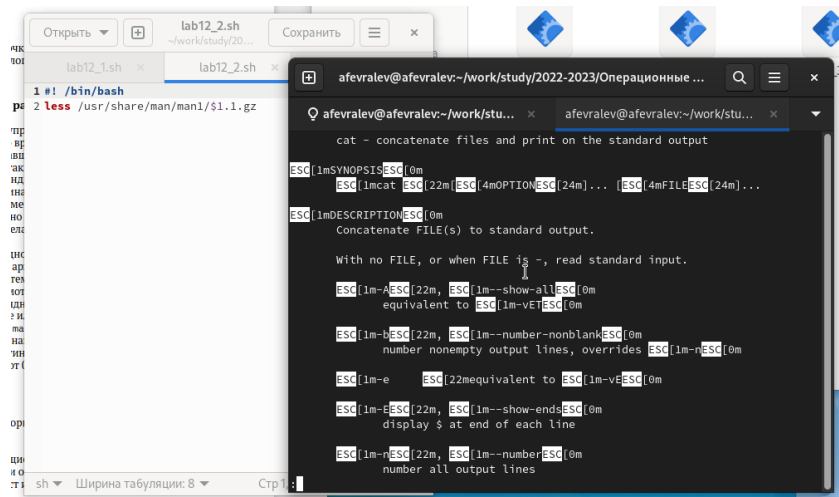 Открыть
lab12_2.sh
~/work/study/20...
Сохранить
lab12_1.sh
lab12_2.sh
1 #! /bin/bash
2 less /usr/share/man/man1/$1.1.gz
sh
Ширина табуляции: 8
Стр 1
afevralev@afevralev:~/work/study/2022-2023/Операционные ...
afevralev@afevralev:~/work/stu...
afevralev@afevralev:~/work/stu...
cat - concatenate files and print on the standard output
ESC[1mSYNOPSISESC[0m
ESC[1mcat ESC[22m[ESC[4mOPTIONESC[24m]... [ESC[4mFILEESC[24m]...
ESC[1mDESCRIPTIONESC[0m
Concatenate FILE(s) to standard output.
With no FILE, or when FILE is -, read standard input.
ESC[1m-AESC[22m, ESC[1m--show-allESC[0m
equivalent to ESC[1m-vETESC[0m
ESC[1m-bESC[22m, ESC[1m--number-nonblankESC[0m
number nonempty output lines, overrides ESC[1m-nESC[0m
ESC[1m-e ESC[22mequivalent to ESC[1m-vEESC[0m
ESC[1m-EESC[22m, ESC[1m--show-endsESC[0m
display $ at end of each line
ESC[1m-nESC[22m, ESC[1m--numberESC[0m
number all output lines
: